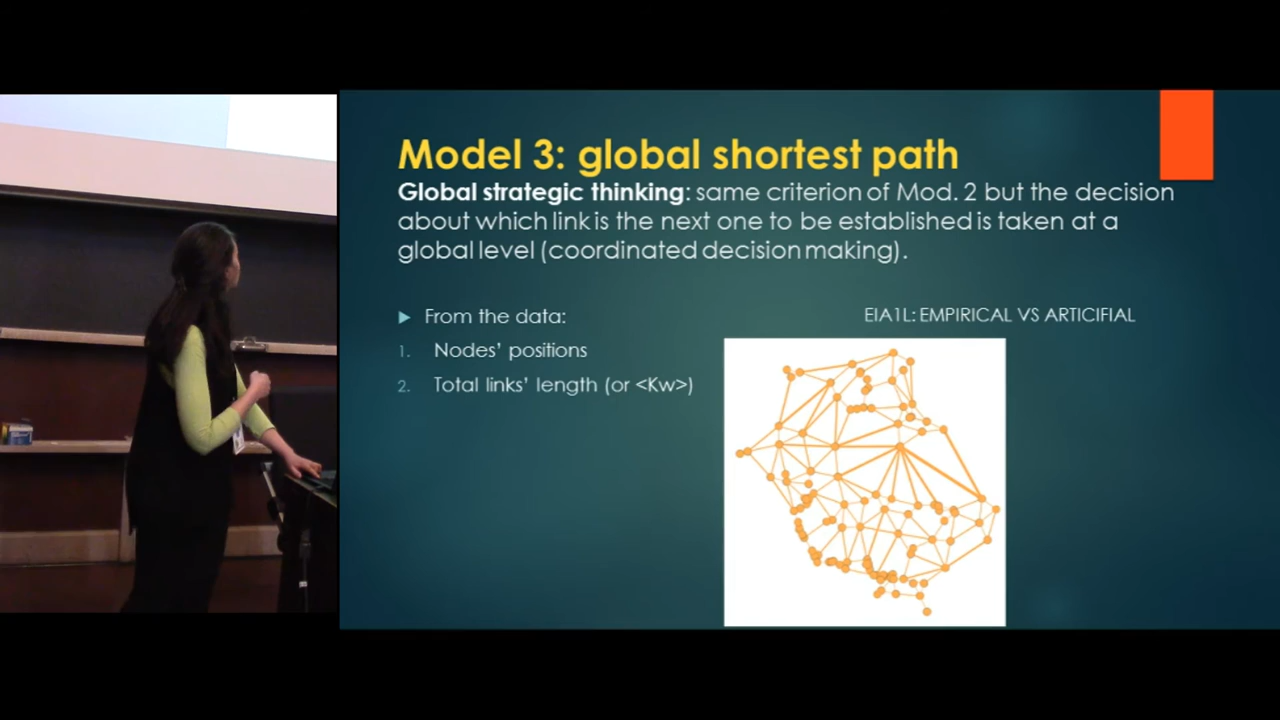 Model 3: global shortest path
Global strategic thinking: same criterion of Mod. 2 but the decision
about which link is the next one to be established is taken at a
global level (coordinated decision making).
From the data:
1. Nodes' positions
2. Total links' length (or <Kw>)
EIA1L: EMPIRICAL VS ARTICIFIAL